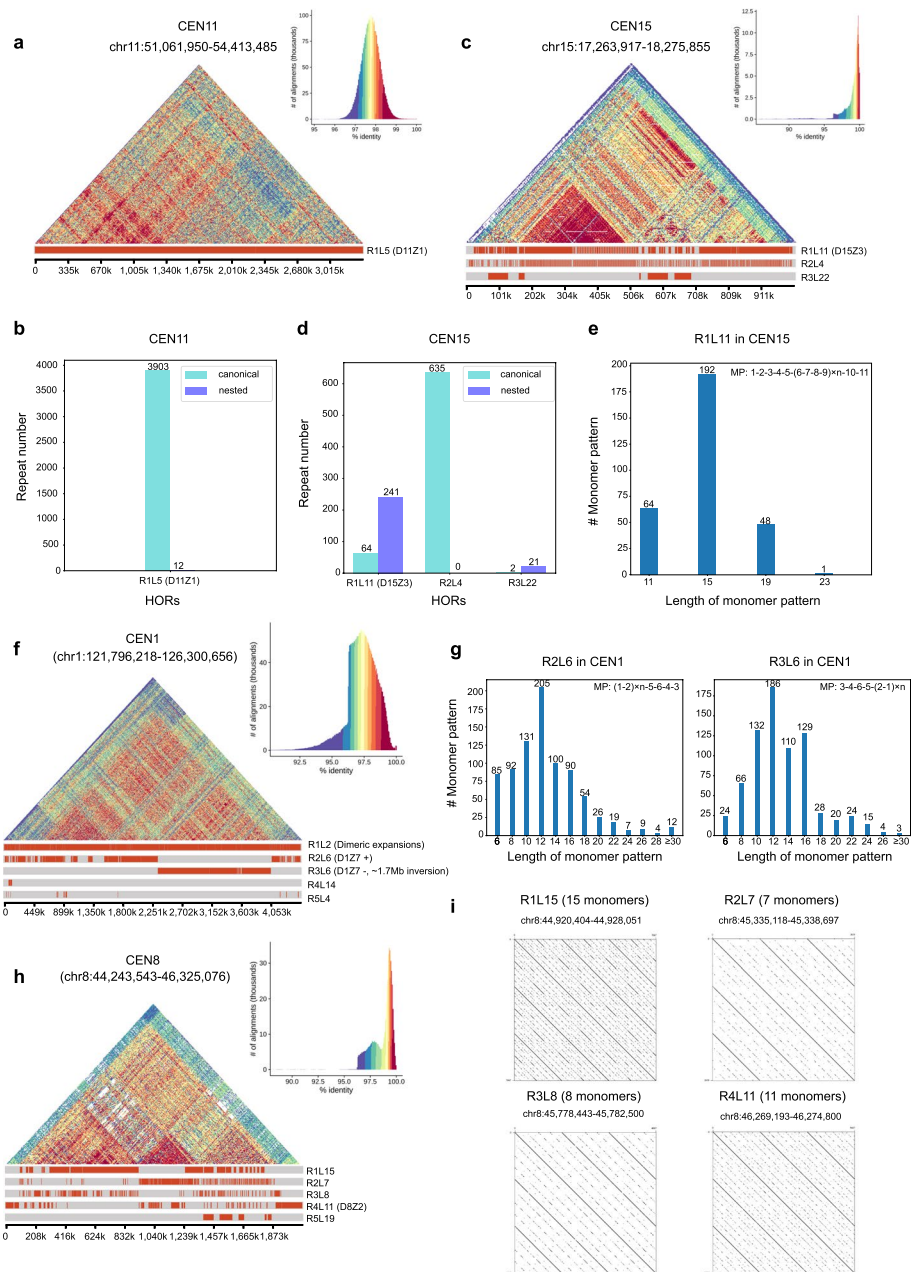 a
CEN11
chr11:51,061,950-54,413,485
# of alignments (thousands)
100
75
50
25
0
95 96 97 98 99 100
% identity
R1L5 (D11Z1)
0 335k 670k 1,005k 1,340k 1,675k 2,010k 2,345k 2,680k 3,015k
c
CEN15
chr15:17,263,917-18,275,855
# of alignments (thousands)
12.5
10.0
7.5
5.0
2.5
0.0
90 95 100
% identity
R1L11 (D15Z3)
R2L4
R3L22
0 101k 202k 304k 405k 506k 607k 708k 809k 911k
b
CEN11
Repeat number
4000
3500
3000
2500
2000
1500
1000
500
0
3903
12
canonical
nested
R1L5 (D11Z1)
HORs
d
CEN15
Repeat number
600
500
400
300
200
100
0
64
241
635
0
2
21
canonical
nested
R1L11 (D15Z3) R2L4 R3L22
HORs
e
R1L11 in CEN15
MP: 1-2-3-4-5-(6-7-8-9)×n-10-11
# Monomer pattern
200
175
150
125
100
75
50
25
0
64
192
48
1
11 15 19 23
Length of monomer pattern
f
CEN1
(chr1:121,796,218-126,300,656)
# of alignments (thousands)
40
20
0
92.5 95.0 97.5 100.0
% identity
R1L2 (Dimeric expansions)
R2L6 (D1Z7 +)
R3L6 (D1Z7 -, ~1.7Mb inversion)
R4L14
R5L4
0 449k 899k 1,350k 1,800k 2,251k 2,702k 3,152k 3,603k 4,053k
g
R2L6 in CEN1
MP: (1-2)×n-5-6-4-3
# Monomer pattern
200
175
150
125
100
75
50
25
0
85 92 131 205 100 90 54 26 19 7 9 4 12
6 8 10 12 14 16 18 20 22 24 26 28 ≥30
Length of monomer pattern
R3L6 in CEN1
MP: 3-4-6-5-(2-1)×n
175
150
125
100
75
50
25
0
24 66 132 186 110 129 28 20 24 15 4 3
6 8 10 12 14 16 18 20 22 24 26 ≥30
Length of monomer pattern
h
CEN8
(chr8:44,243,543-46,325,076)
# of alignments (thousands)
30
20
10
0
90.0 92.5 95.0 97.5 100.0
% identity
R1L15
R2L7
R3L8
R4L11 (D8Z2)
R5L19
0 208k 416k 624k 832k 1,040k 1,239k 1,457k 1,665k 1,873k
i
R1L15 (15 monomers)
chr8:44,920,404-44,928,051
R2L7 (7 monomers)
chr8:45,335,118-45,338,697
R3L8 (8 monomers)
chr8:45,778,443-45,782,500
R4L11 (11 monomers)
chr8:46,269,193-46,274,800